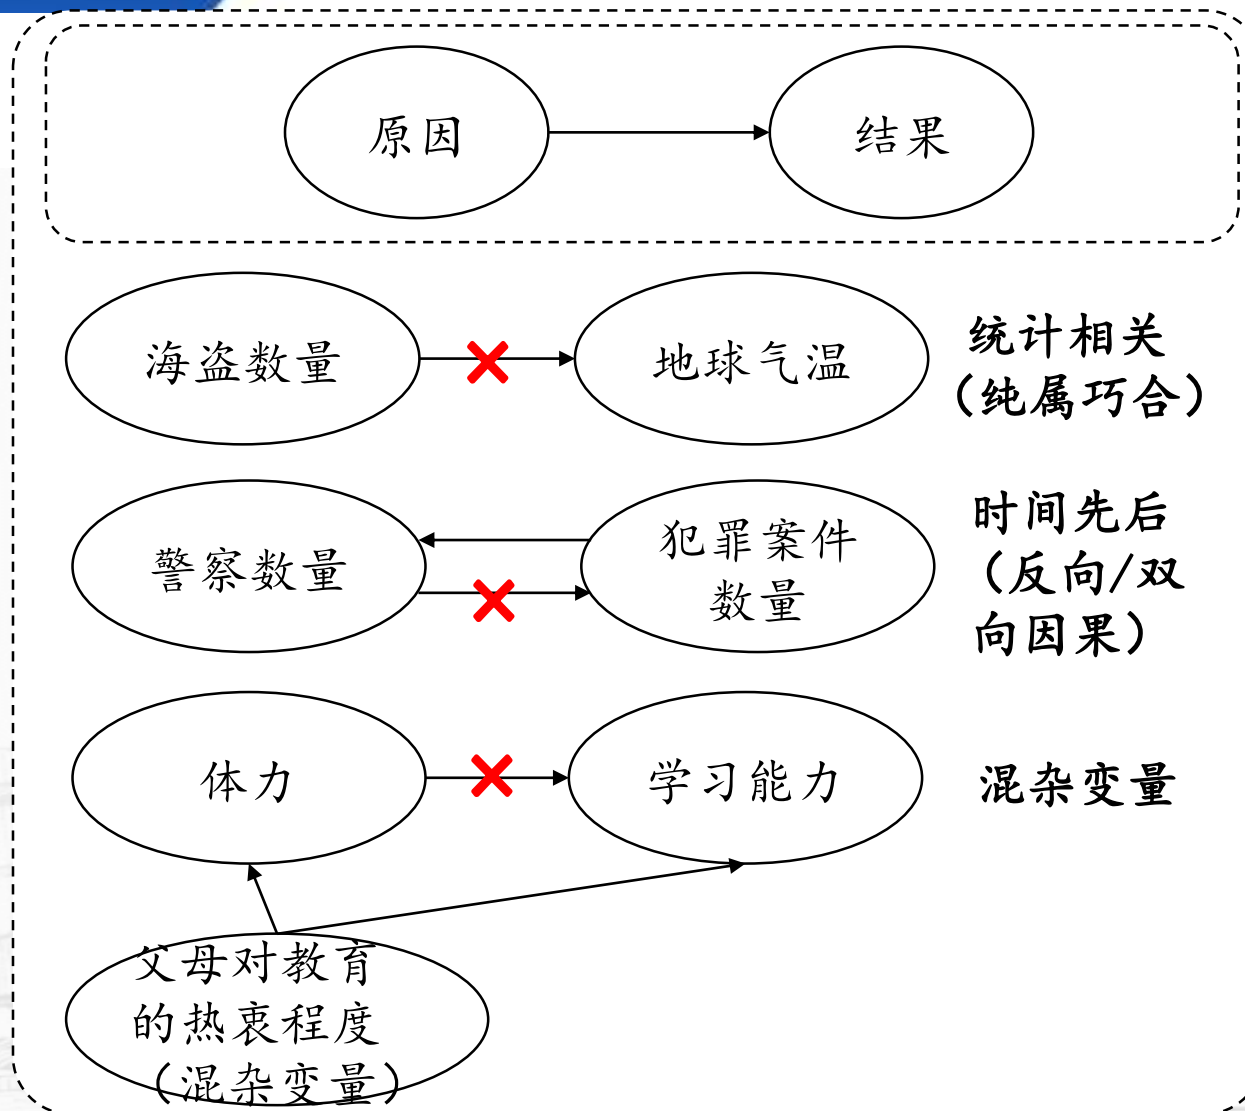 原因
结果
海盗数量
地球气温
统计相关
（纯属巧合）
警察数量
犯罪案件
数量
时间先后
（反向/双
向因果）
体力
学习能力
混杂变量
父母对教育
的热衷程度
（混杂变量）